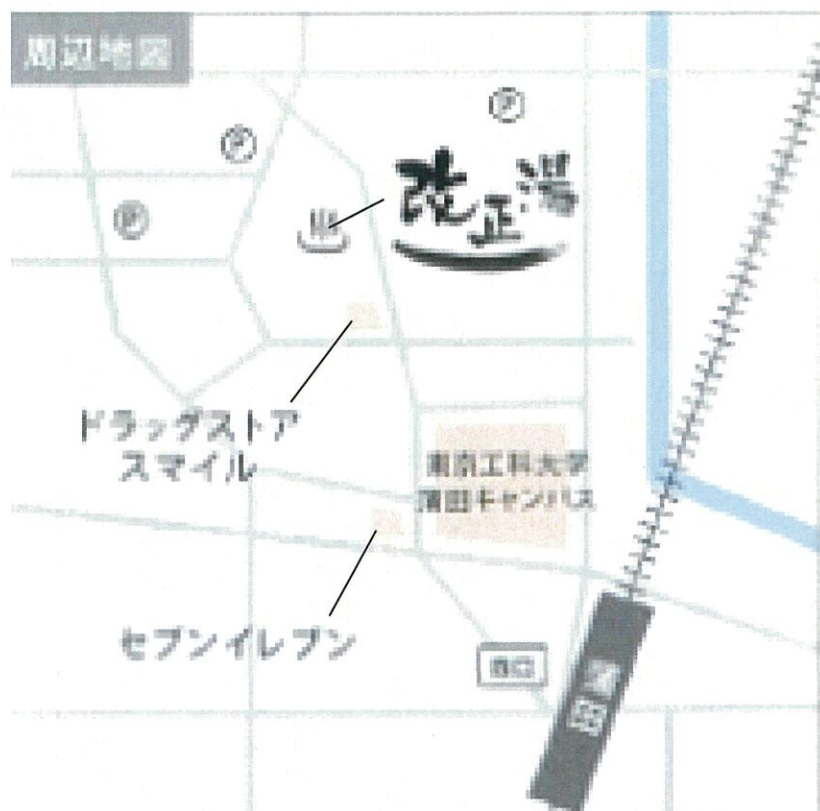 周辺地図
Ⓟ
Ⓟ
Ⓟ
改正湯
ドラッグストア
スマイル
東京工科大学
蒲田キャンパス
セブンイレブン
西口
蒲田